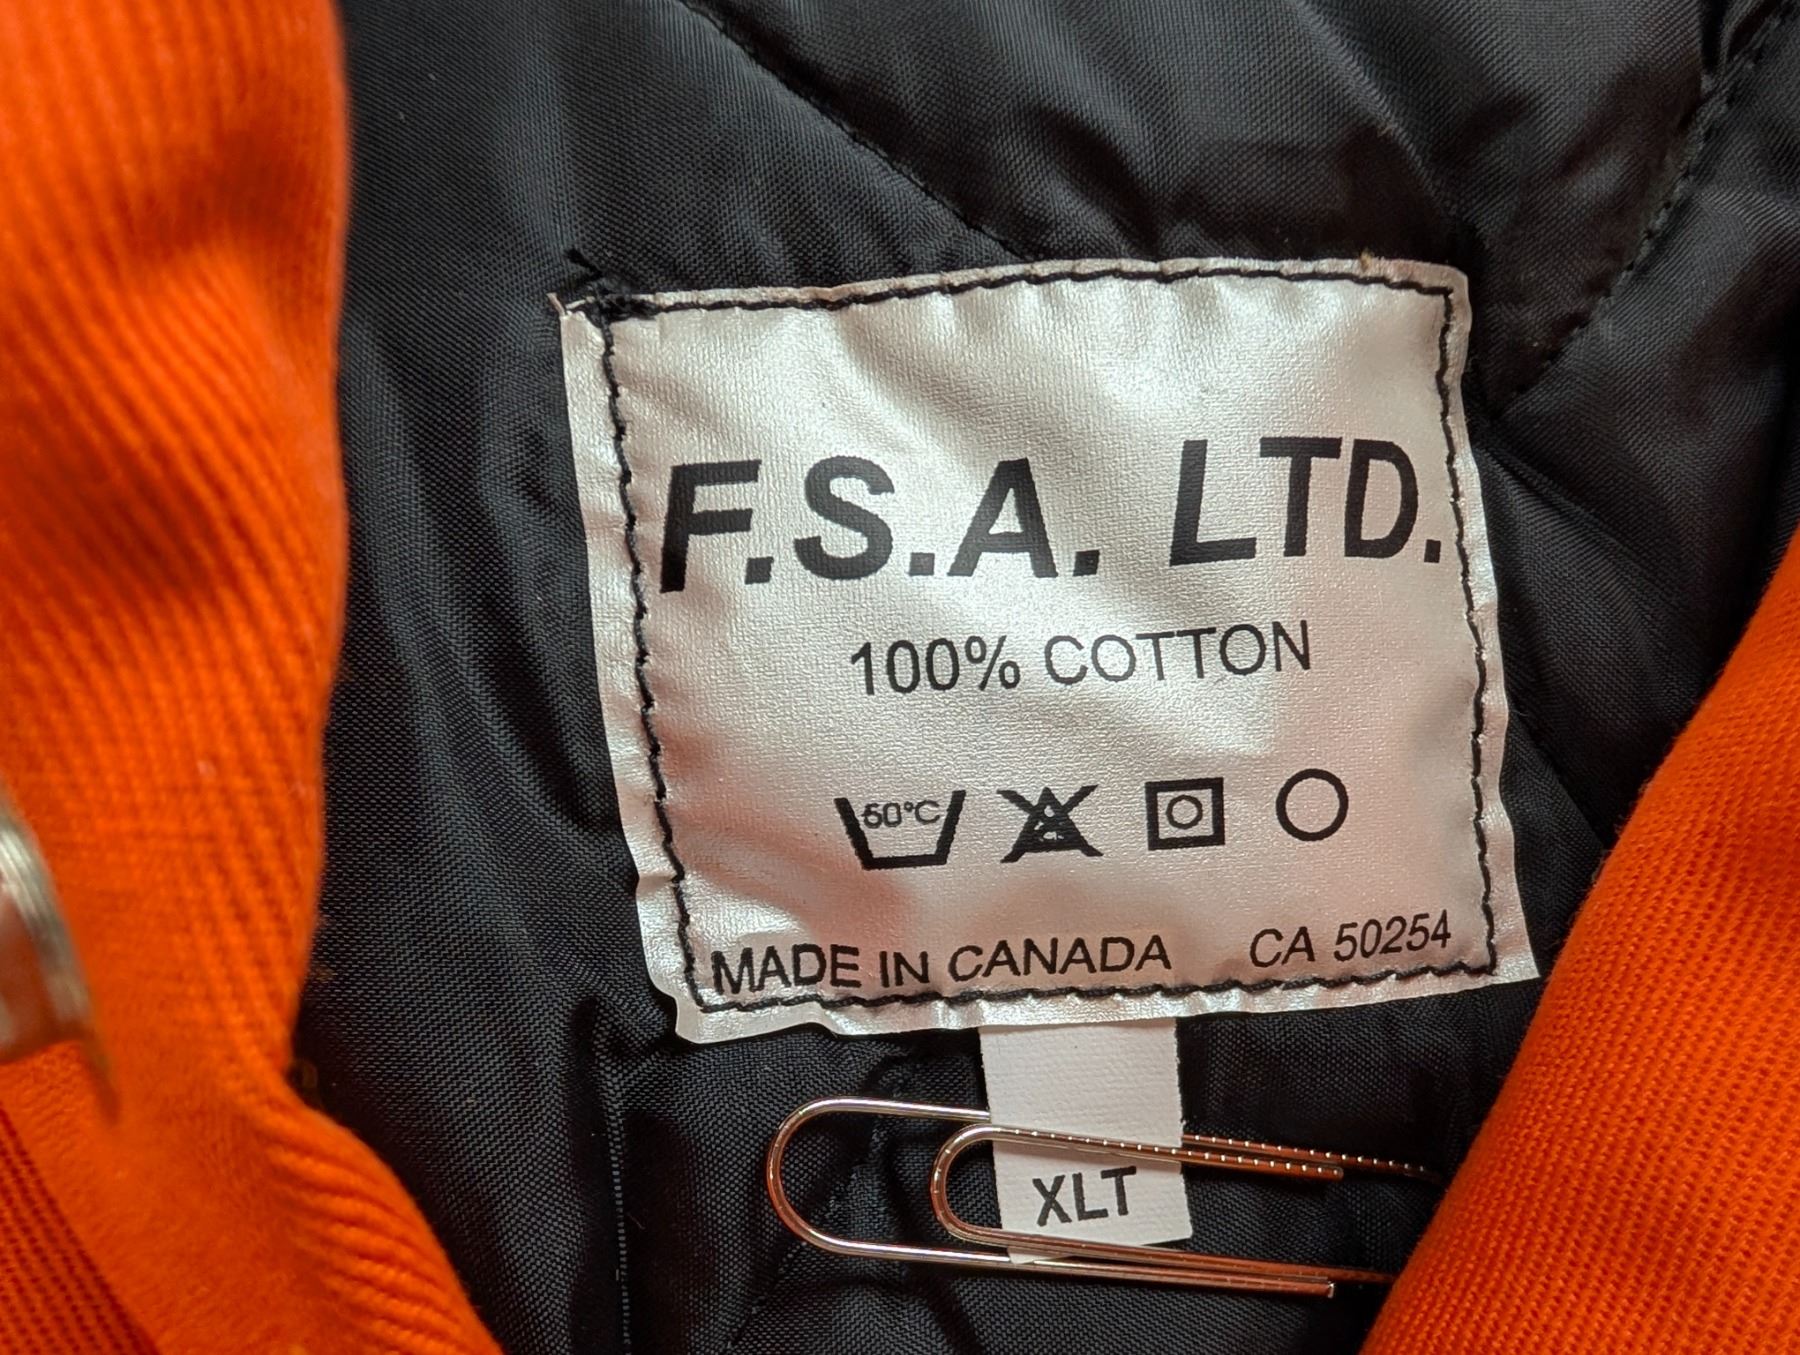 F.S.A. LTD.
100% COTTON
60°C
MADE IN CANADA CA 50254
XLT